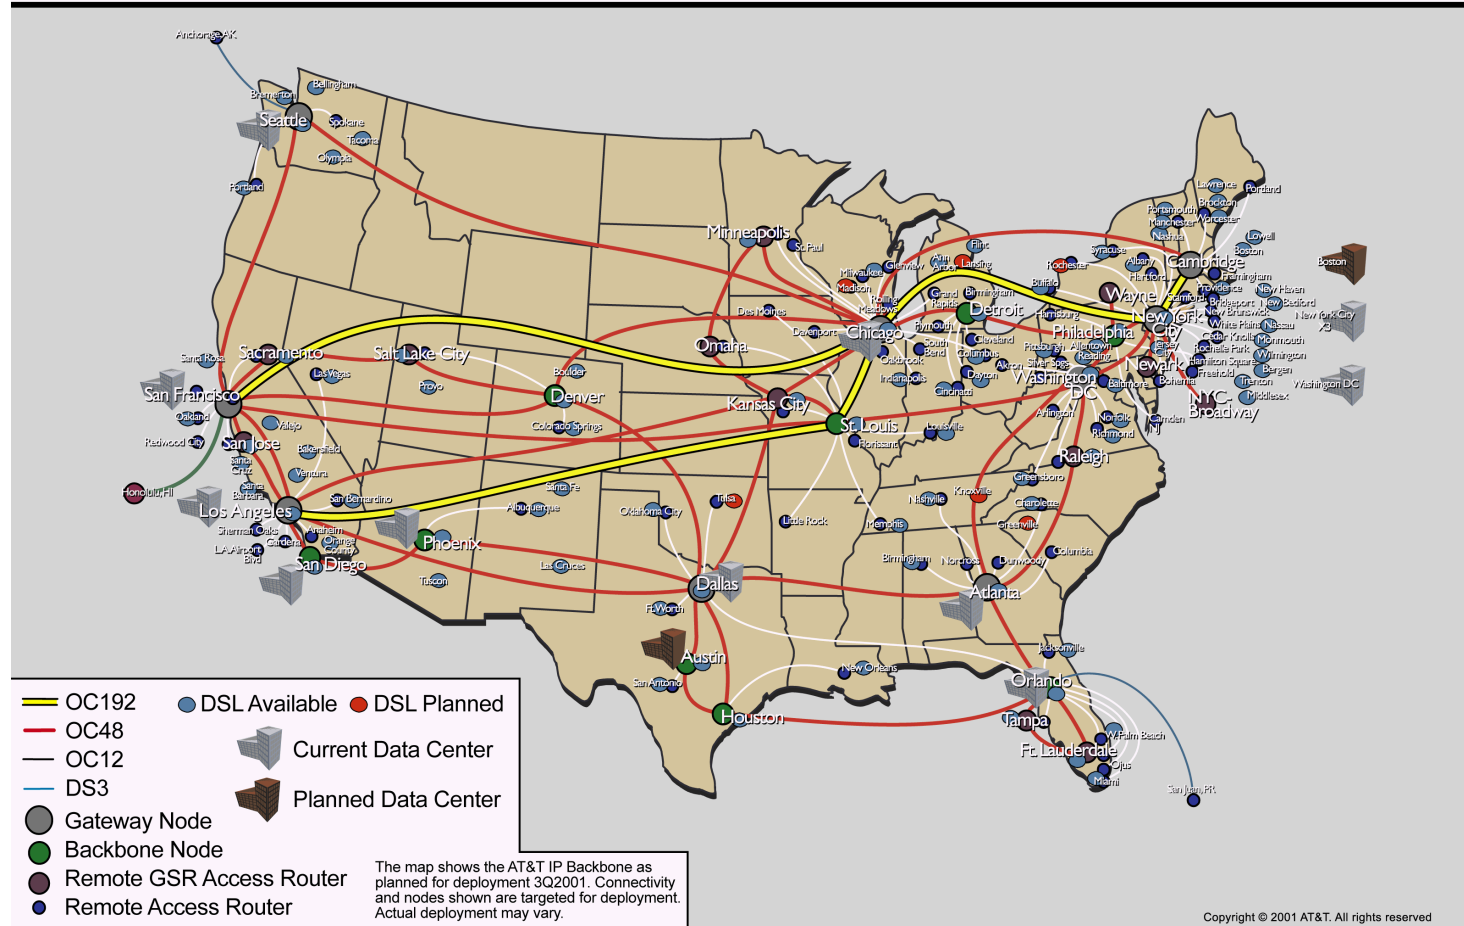 Anchorage, AK
Bellingham
Bremerton
Seattle
Spokane
Tacoma
Olympia
Portland
Lawrence
Portland
Brockton
Portsmouth
Manchester
Worcester
Nashua
Lowell
Boston
Minneapolis
St. Paul
Flint
Ann
Arbor
Lansing
Syracuse
Rochester
Albany
Hartford
Cambridge
Framingham
Boston
Milwaukee
Glenview
Madison
Rolling
Meadows
Grand
Rapids
Birmingham
Buffalo
Wayne
Stamford
Providence
New Haven
Bridgeport
New Bedford
New Brunswick
New York City
X3
Des Moines
Davenport
Chicago
Plymouth
Detroit
Harrisburg
Philadelphia
New York
City
White Plains
Nassau
Cedar Knolls
Monmouth
Santa Rosa
Sacramento
Salt Lake City
Omaha
Oakbrook
South
Bend
Cleveland
Columbus
Pittsburgh
Allentown
Reading
Jersey
City
Rochelle Park
Wilmington
Silver Spgs
Newark
Hamilton Square
Bergen
Freehold
Las Vegas
Provo
Boulder
Denver
Indianapolis
Akron
Dayton
Washington
DC
Baltimore
Bohemia
Trenton
Washington DC
San Francisco
Kansas City
Cincinatti
NYC-
Broadway
Middlesex
Oakland
Vallejo
Colorado Springs
St. Louis
Florissant
Louisville
Arlington
Norfolk
Richmond
Camden
NJ
Redwood City
San Jose
Bakersfield
Santa
Cruz
Ventura
Raleigh
Greensboro
Honolulu, HI
Santa
Barbara
San Bernardino
Santa Fe
Albuquerque
Oklahoma City
Tulsa
Little Rock
Nashville
Knoxville
Charolette
Los Angeles
Sherman Oaks
Gardena
Anaheim
Orange
County
L.A. Airport
Blvd
San Diego
Phoenix
Memphis
Greenville
Birmingham
Norcross
Dunwoody
Columbia
Tuscon
Las Cruces
Dallas
Ft. Worth
Atlanta
Austin
San Antonio
New Orleans
Jacksonville
Houston
Orlando
Tampa
W. Palm Beach
Ft. Lauderdale
Ojus
Miami
San Juan, PR
OC192
OC48
OC12
DS3
Gateway Node
Backbone Node
Remote GSR Access Router
Remote Access Router
DSL Available
DSL Planned
Current Data Center
Planned Data Center
The map shows the AT&T IP Backbone as
planned for deployment 3Q2001. Connectivity
and nodes shown are targeted for deployment.
Actual deployment may vary.
Copyright © 2001 AT&T. All rights reserved